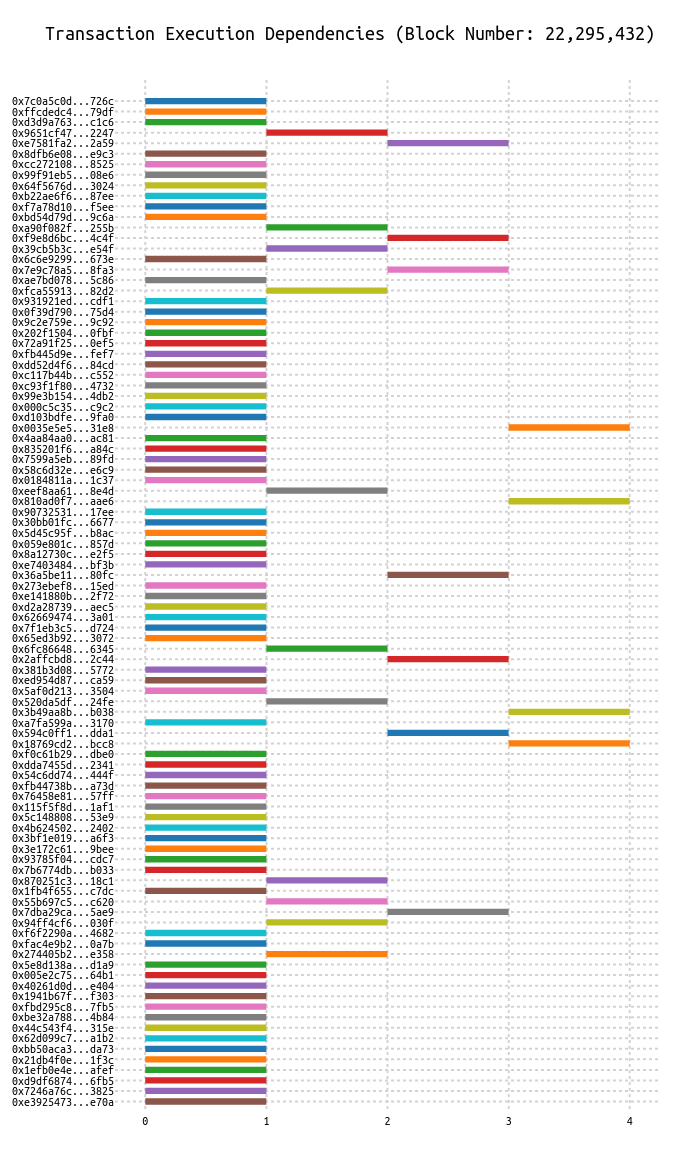 Transaction Execution Dependencies (Block Number: 22,295,432)
0x7c0a5c0d...726c
0xffcdedc4...79df
0xd3d9a763...c1c6
0x9651cf47...2247
0xe7581fa2...2a59
0x8dfb6e08...e9c3
0xcc272108...8525
0x99f91eb5...08e6
0x64f5676d...3024
0xb22ae6f6...87ee
0xf7a78d10...f5ee
0xbd54d79d...9c6a
0xa90f082f...255b
0xf9e8d6bc...4c4f
0x39cb5b3c...e54f
0x6c6e9299...673e
0x7e9c78a5...8fa3
0xae7bd078...5c86
0xfca55913...82d2
0x931921ed...cdf1
0x0f39d790...75d4
0x9c2e759e...9c92
0x202f1504...0fbf
0x72a91f25...0ef5
0xfb445d9e...fef7
0xdd52d4f6...84cd
0xc117b44b...c552
0xc93f1f80...4732
0x99e3b154...4db2
0x000c5c35...c9c2
0xd103bdfe...9fa0
0x0035e5e5...31e8
0x4aa84aa0...ac81
0x835201f6...a84c
0x7599a5eb...89fd
0x58c6d32e...e6c9
0x0184811a...1c37
0xeef8aa61...8e4d
0x810ad0f7...aae6
0x90732531...17ee
0x30bb01fc...6677
0x5d45c95f...b8ac
0x059e801c...857d
0x8a12730c...e2f5
0xe7403484...bf3b
0x36a5be11...80fc
0x273ebef8...15ed
0xe141880b...2f72
0xd2a28739...aec5
0x62669474...3a01
0x7f1eb3c5...d724
0x65ed3b92...3072
0x6fc86648...6345
0x2affcbd8...2c44
0x381b3d08...5772
0xed954d87...ca59
0x5af0d213...3504
0x520da5df...24fe
0x3b49aa8b...b038
0xa7fa599a...3170
0x594c0ff1...dda1
0x18769cd2...bcc8
0xf0c61b29...dbe0
0xdda7455d...2341
0x54c6dd74...444f
0xfb44738b...a73d
0x76458e81...57ff
0x115f5f8d...1af1
0x5c148808...53e9
0x4b624502...2402
0x3bf1e019...a6f3
0x3e172c61...9bee
0x93785f04...cdc7
0x7b6774db...b033
0x870251c3...18c1
0x1fb4f655...c7dc
0x55b697c5...c620
0x7dba29ca...5ae9
0x94ff4cf6...030f
0xf6f2290a...4682
0xfac4e9b2...0a7b
0x274405b2...e358
0x5e8d138a...d1a9
0x005e2c75...64b1
0x40261d0d...e404
0x1941b67f...f303
0xfbd295c8...7fb5
0xbe32a788...4b84
0x44c543f4...315e
0x62d099c7...a1b2
0xbb50aca3...da73
0x21db4f0e...1f3c
0x1efb0e4e...afef
0xd9df6874...6fb5
0x7246a76c...3825
0xe3925473...e70a
0 1 2 3 4